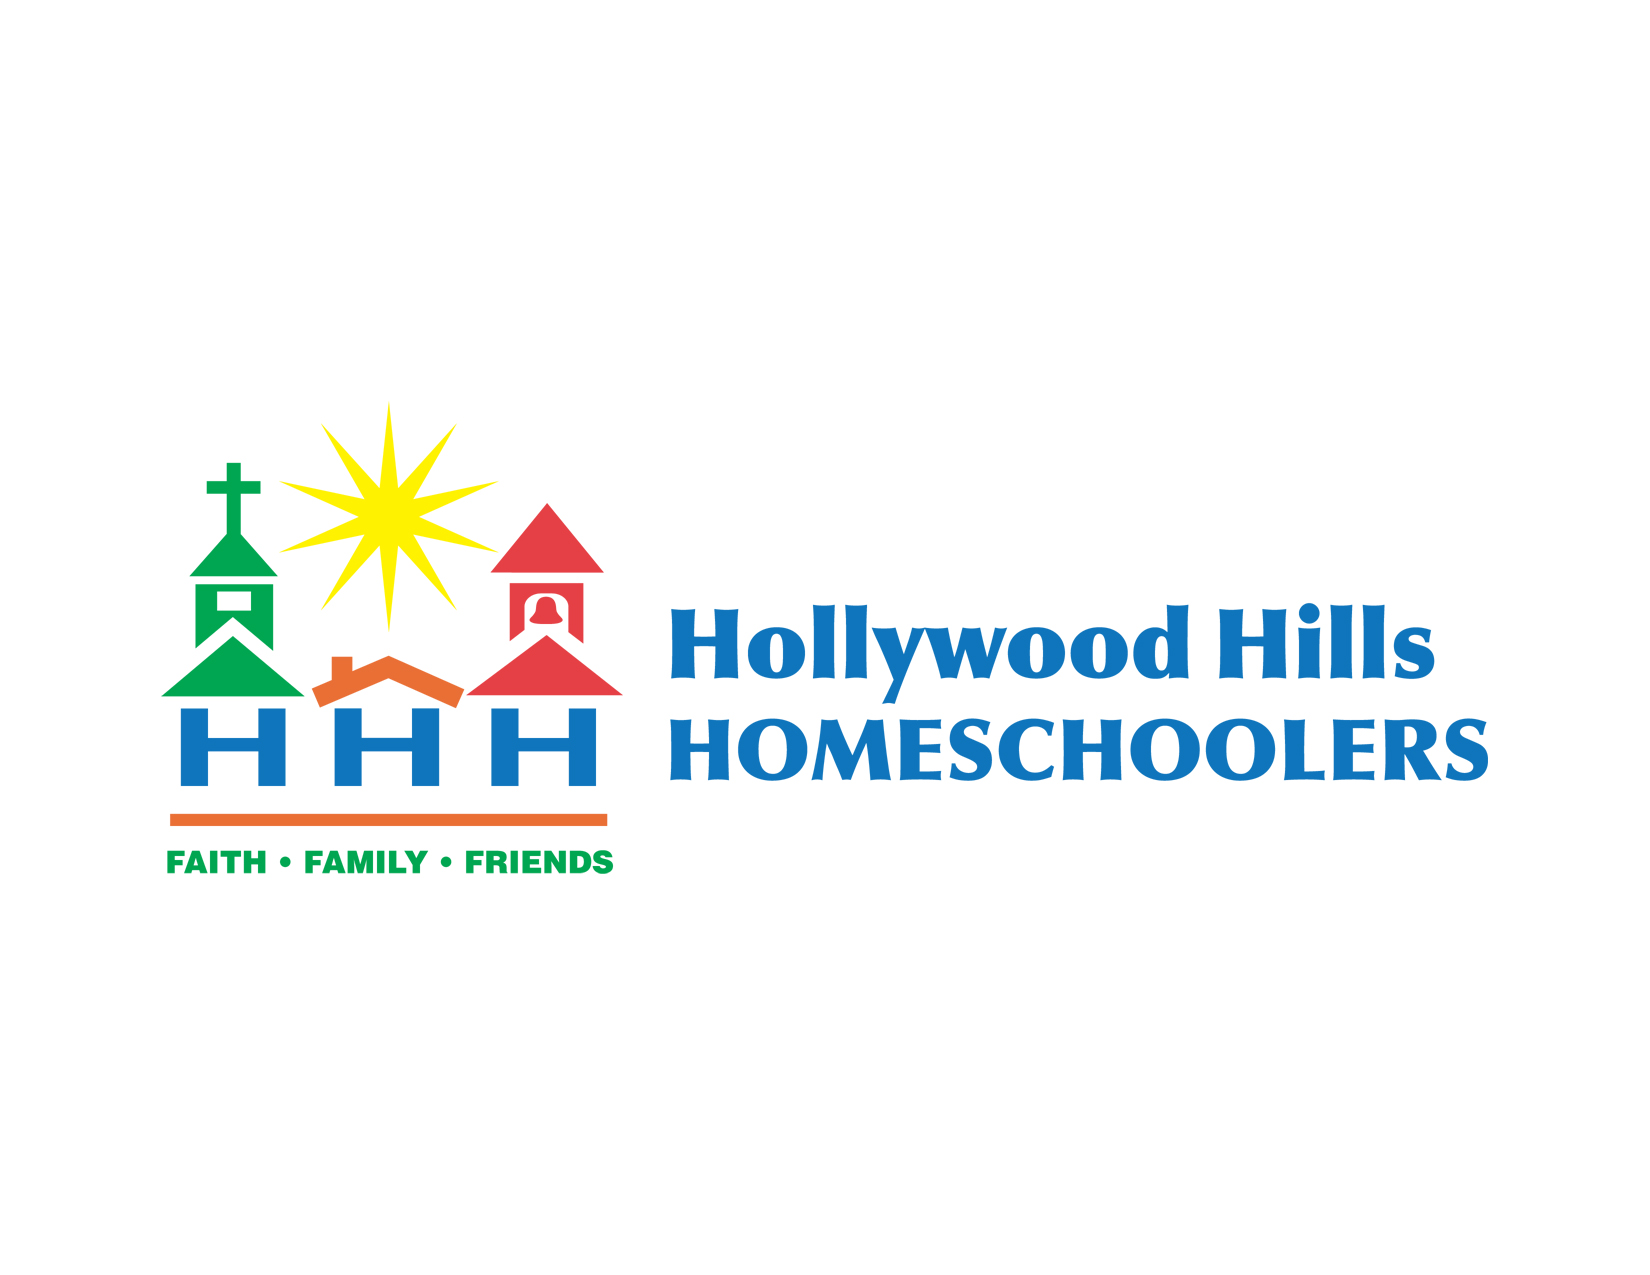 HHH
FAITH • FAMILY • FRIENDS
Hollywood Hills
HOMESCHOOLERS